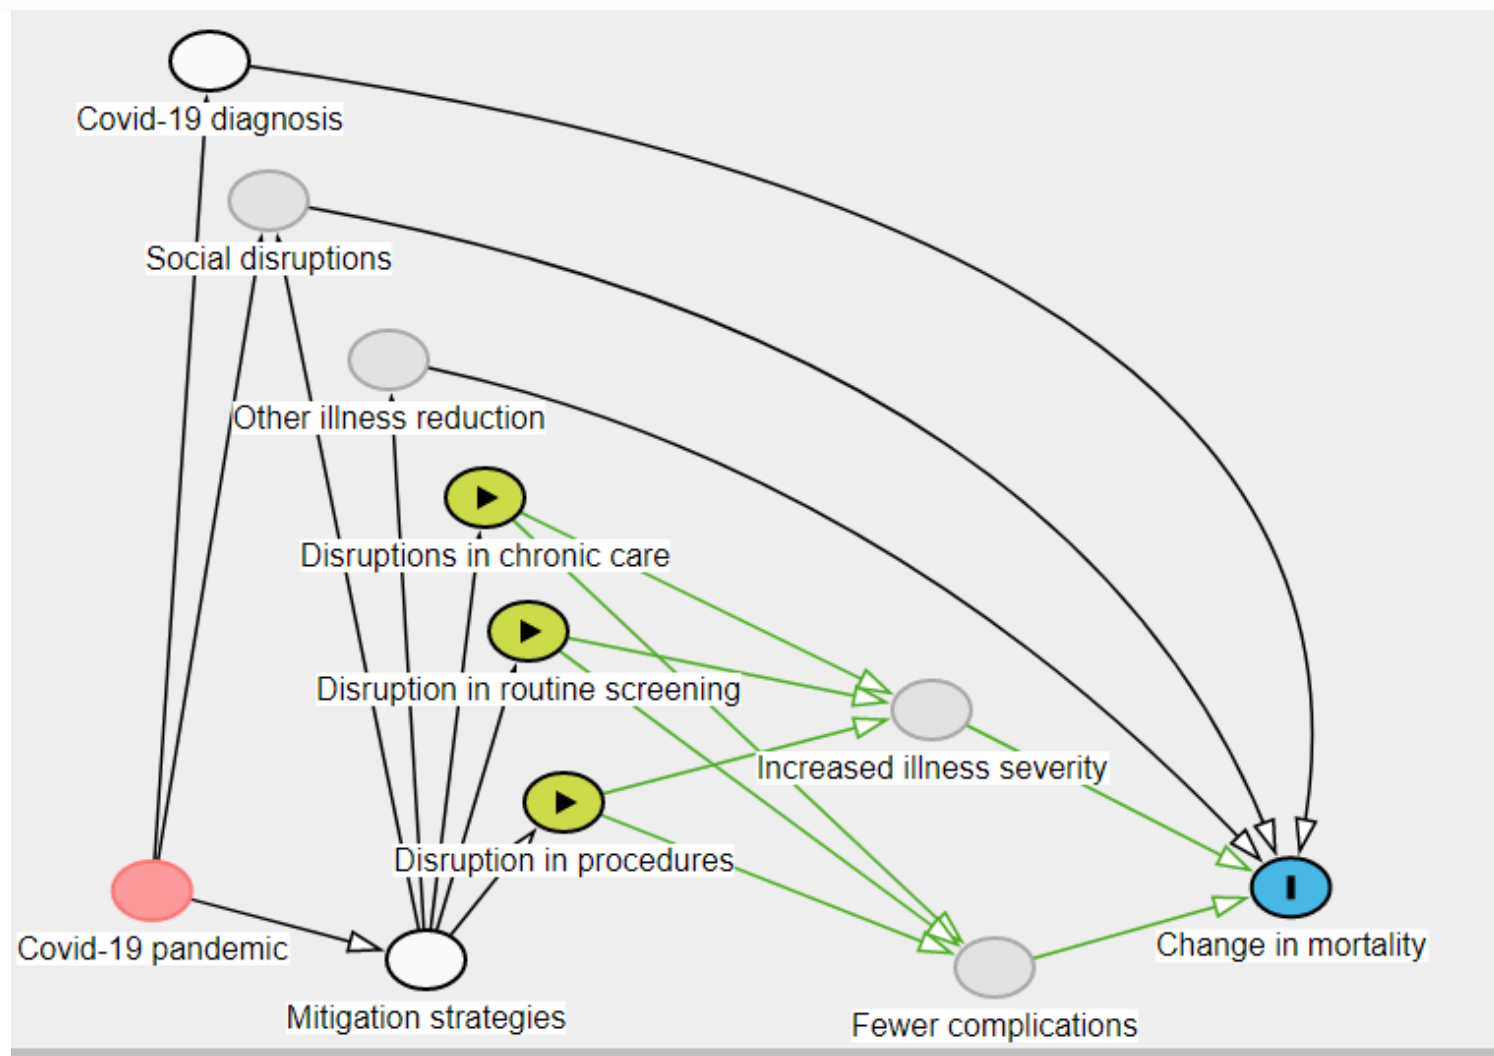 Covid-19 diagnosis
Social disruptions
Other illness reduction
Disruptions in chronic care
Disruption in routine screening
Increased illness severity
Disruption in procedures
Covid-19 pandemic
Change in mortality
Mitigation strategies
Fewer complications